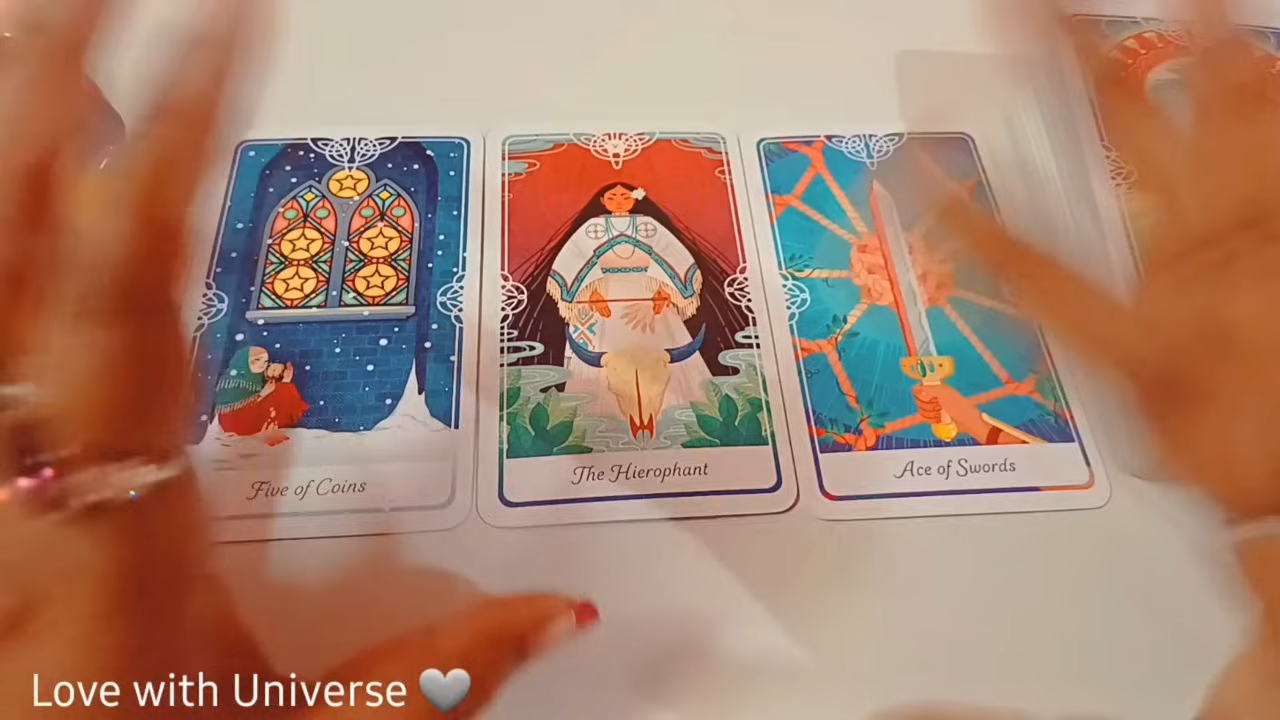 Five of Coins
The Hierophant
Ace of Swords
Love with Universe 🤍